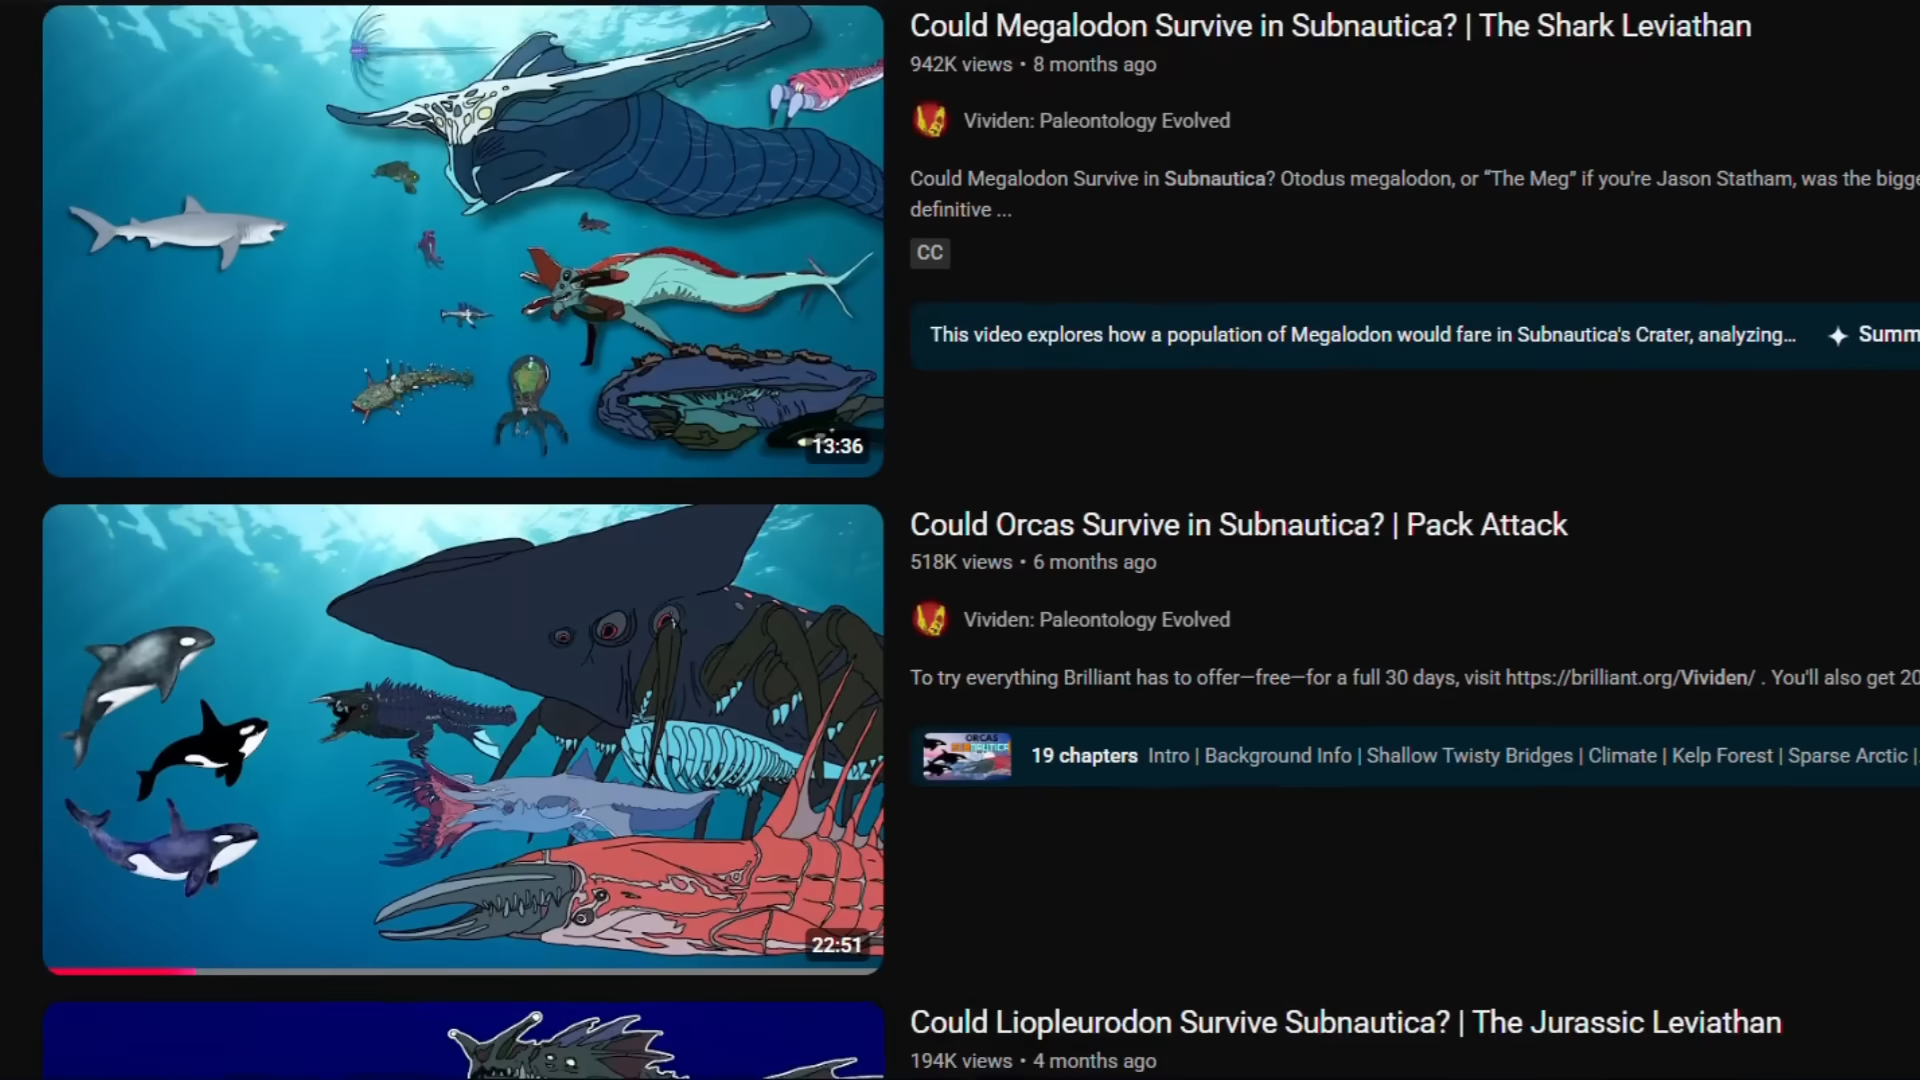 Could Megalodon Survive in Subnautica? | The Shark Leviathan
942K views • 8 months ago
Vividen: Paleontology Evolved
Could Megalodon Survive in Subnautica? Otodus megalodon, or “The Meg” if you're Jason Statham, was the bigge
definitive ...
CC
This video explores how a population of Megalodon would fare in Subnautica's Crater, analyzing...
Summ
13:36
Could Orcas Survive in Subnautica? | Pack Attack
518K views • 6 months ago
Vividen: Paleontology Evolved
To try everything Brilliant has to offer—free—for a full 30 days, visit https://brilliant.org/Vividen/ . You'll also get 20
ORCAS
SUBNAUTICA
19 chapters Intro | Background Info | Shallow Twisty Bridges | Climate | Kelp Forest | Sparse Arctic |
22:51
Could Liopleurodon Survive Subnautica? | The Jurassic Leviathan
194K views • 4 months ago